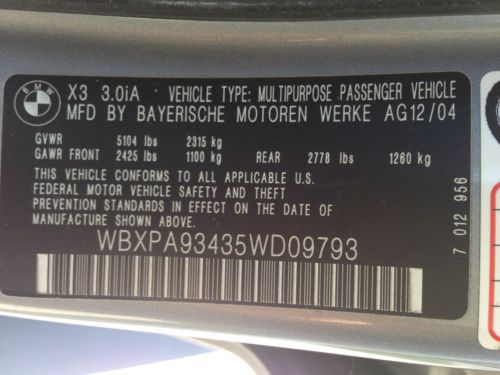 BMW
X3 3.0iA VEHICLE TYPE: MULTIPURPOSE PASSENGER VEHICLE
MFD BY BAYERISCHE MOTOREN WERKE AG12/04
GVWR 5104 lbs 2315 kg
GAWR FRONT 2425 lbs 1100 kg REAR 2778 lbs 1260 kg
THIS VEHICLE CONFORMS TO ALL APPLICABLE U.S.
FEDERAL MOTOR VEHICLE SAFETY AND THEFT
PREVENTION STANDARDS IN EFFECT ON THE DATE
OF MANUFACTURE SHOWN ABOVE.
WBXPA93435WD09793
7 012 956